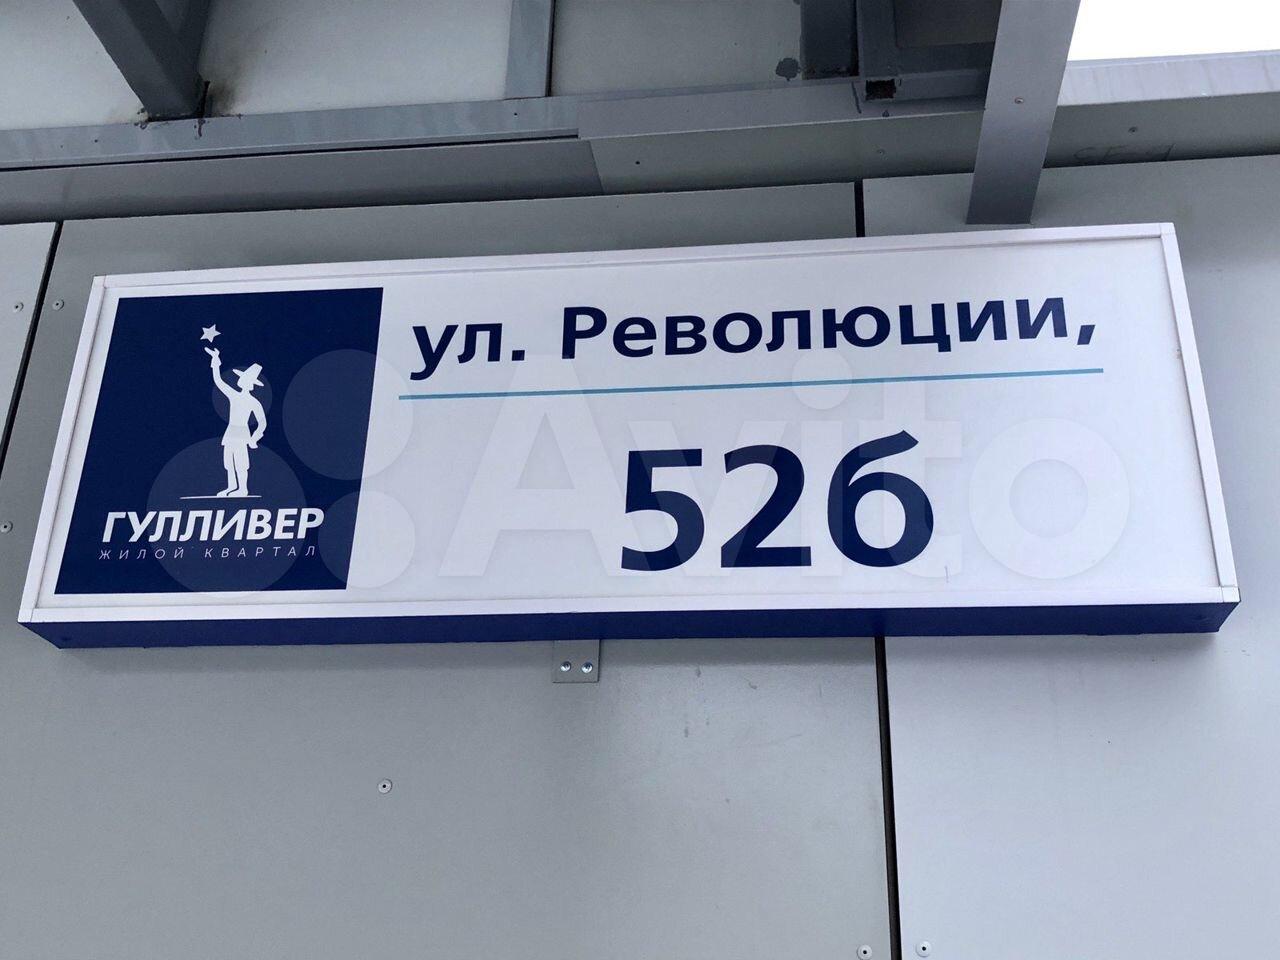 ул. Революции,
52б
ГУЛЛИВЕР
ЖИЛОЙ КВАРТАЛ
Avito